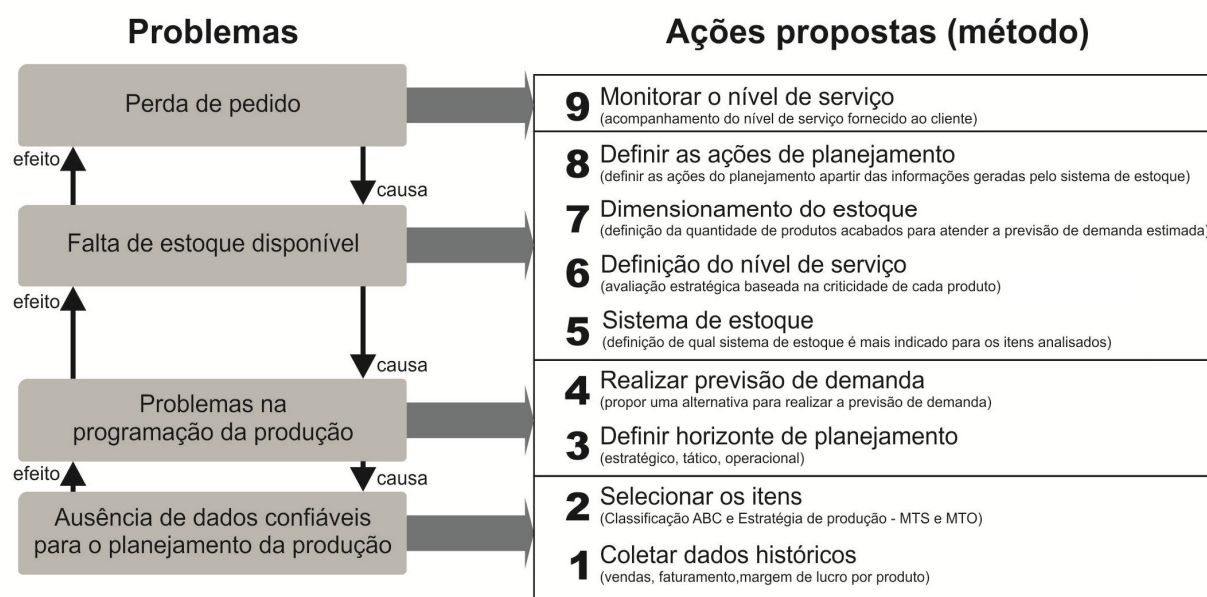 Problemas
Ações propostas (método)
Perda de pedido
9 Monitorar o nível de serviço
(acompanhamento do nível de serviço fornecido ao cliente)
efeito
causa
8 Definir as ações de planejamento
(definir as ações do planejamento apartir das informações geradas pelo sistema de estoque)
Falta de estoque disponível
7 Dimensionamento do estoque
(definição da quantidade de produtos acabados para atender a previsão de demanda estimada)
6 Definição do nível de serviço
(avaliação estratégica baseada na criticidade de cada produto)
efeito
causa
5 Sistema de estoque
(definição de qual sistema de estoque é mais indicado para os itens analisados)
Problemas na
programação da produção
4 Realizar previsão de demanda
(propor uma alternativa para realizar a previsão de demanda)
3 Definir horizonte de planejamento
(estratégico, tático, operacional)
efeito
causa
Ausência de dados confiáveis
para o planejamento da produção
2 Selecionar os itens
(Classificação ABC e Estratégia de produção - MTS e MTO)
1 Coletar dados históricos
(vendas, faturamento,margem de lucro por produto)